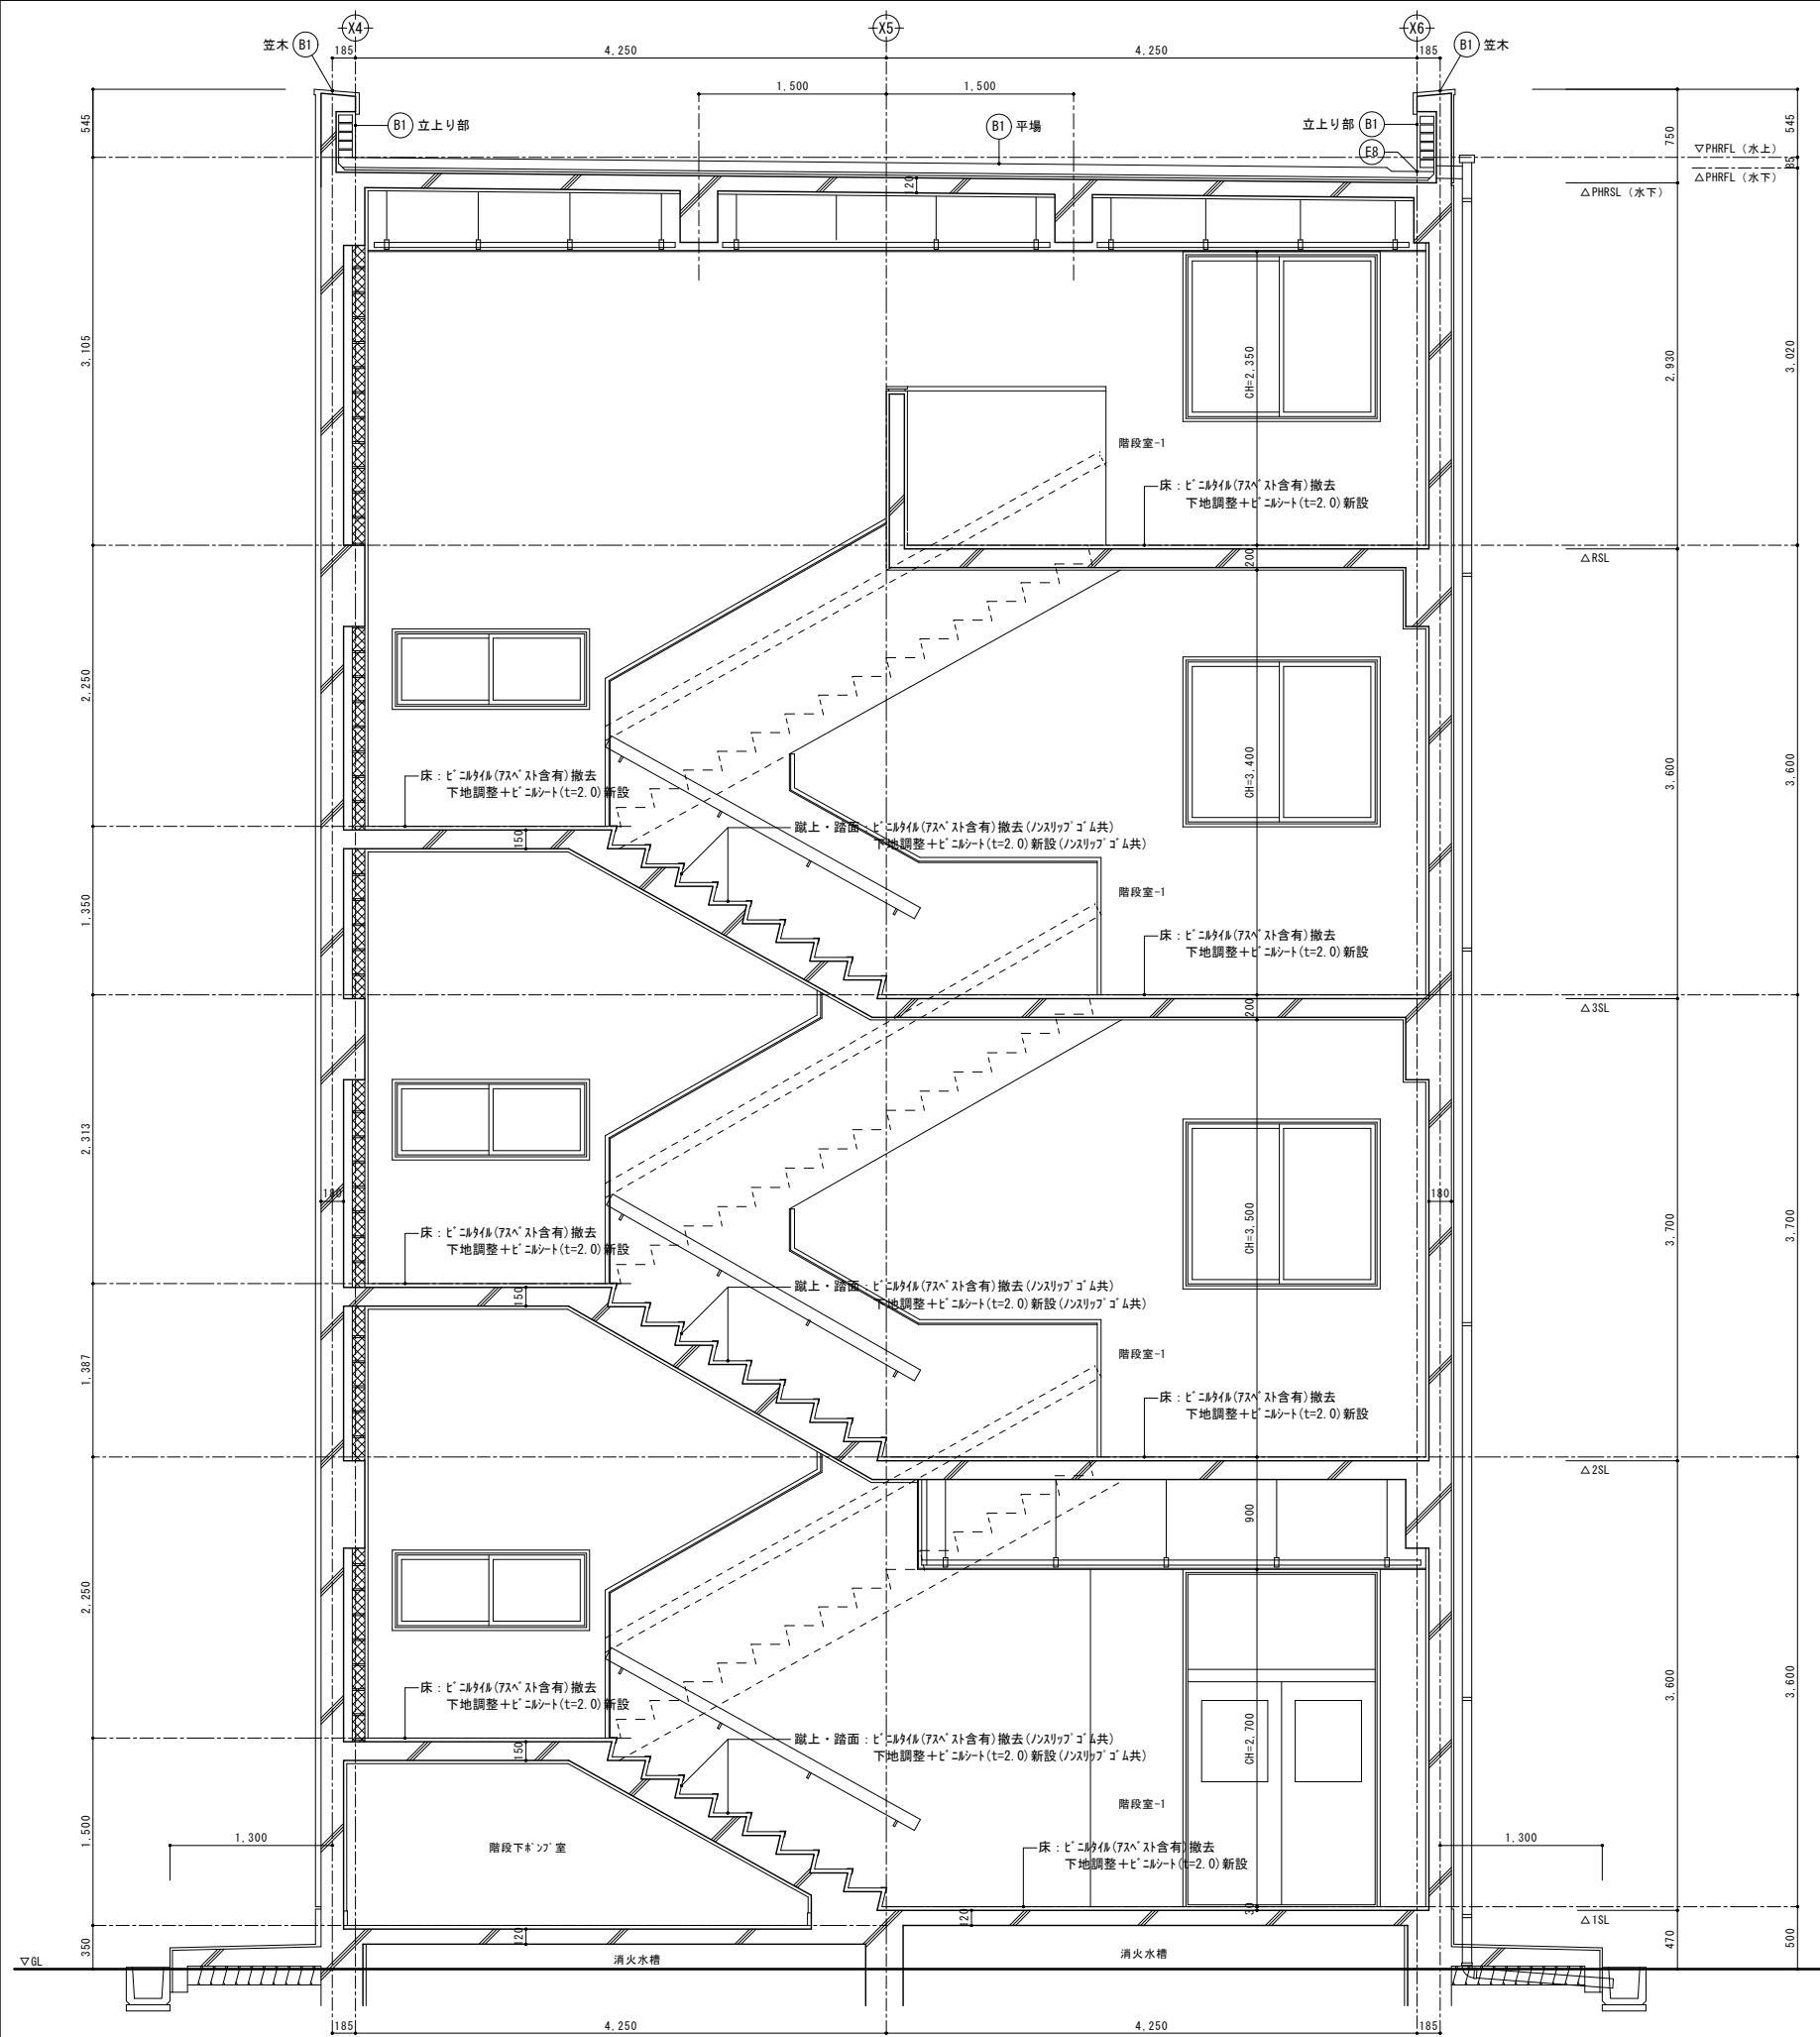 X4 X5 X6
笠木 B1 185 4,250 4,250 185 B1 笠木
1,500 1,500
B1 立上り部 B1 平場 立上り部 B1
E8
545 750 545
▽PHRFL (水上)
85
△PHRFL (水下)
△PHRSL (水下)
120
3,105 CH=2,350 2,930 3,020
階段室-1
床：ビニルタイル(アスベスト含有)撤去
下地調整＋ビニルシート(t=2.0)新設
200
△RSL
2,250 CH=3,400 3,600 3,600
床：ビニルタイル(アスベスト含有)撤去
下地調整＋ビニルシート(t=2.0)新設
150
蹴上・踏面：ビニルタイル(アスベスト含有)撤去(ノンスリップゴム共)
下地調整＋ビニルシート(t=2.0)新設(ノンスリップゴム共)
1,350
階段室-1
床：ビニルタイル(アスベスト含有)撤去
下地調整＋ビニルシート(t=2.0)新設
200
△3SL
2,313 180 CH=3,500 180 3,700 3,700
床：ビニルタイル(アスベスト含有)撤去
下地調整＋ビニルシート(t=2.0)新設
150
蹴上・踏面：ビニルタイル(アスベスト含有)撤去(ノンスリップゴム共)
下地調整＋ビニルシート(t=2.0)新設(ノンスリップゴム共)
1,387
階段室-1
床：ビニルタイル(アスベスト含有)撤去
下地調整＋ビニルシート(t=2.0)新設
△2SL
900
2,250 CH=2,700 3,600 3,600
床：ビニルタイル(アスベスト含有)撤去
下地調整＋ビニルシート(t=2.0)新設
150
蹴上・踏面：ビニルタイル(アスベスト含有)撤去(ノンスリップゴム共)
下地調整＋ビニルシート(t=2.0)新設(ノンスリップゴム共)
階段室-1
1,500 1,300 1,300
階段下ポンプ室
床：ビニルタイル(アスベスト含有)撤去
下地調整＋ビニルシート(t=2.0)新設
30
120 120
△1SL
350 470 500
消火水槽 消火水槽
▽GL
185 4,250 4,250 185